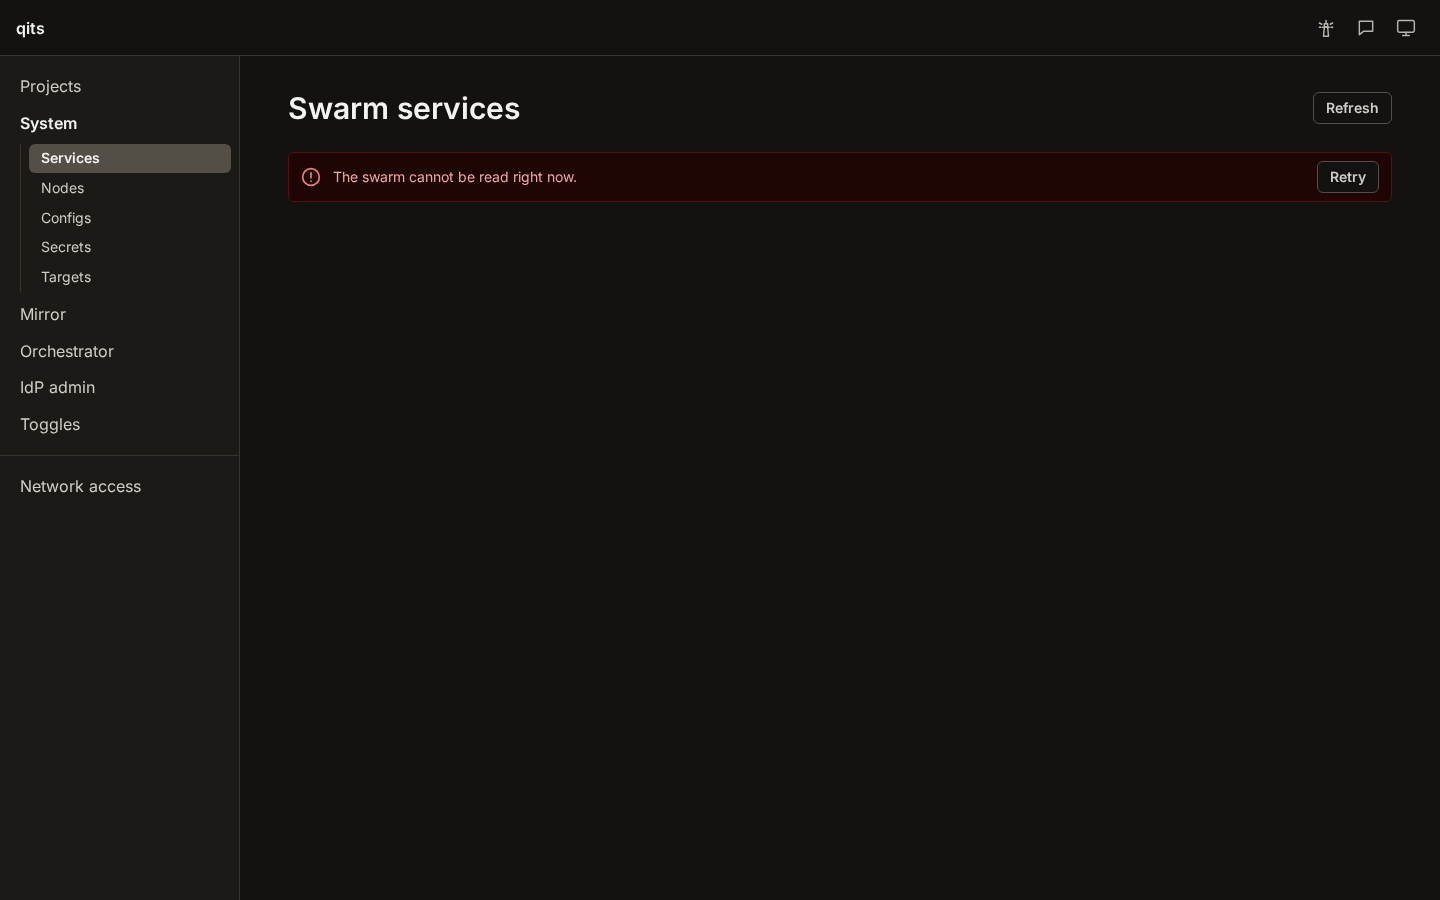 qits
Projects
System
Services
Nodes
Configs
Secrets
Targets
Mirror
Orchestrator
IdP admin
Toggles
Network access
Swarm services
Refresh
The swarm cannot be read right now.
Retry